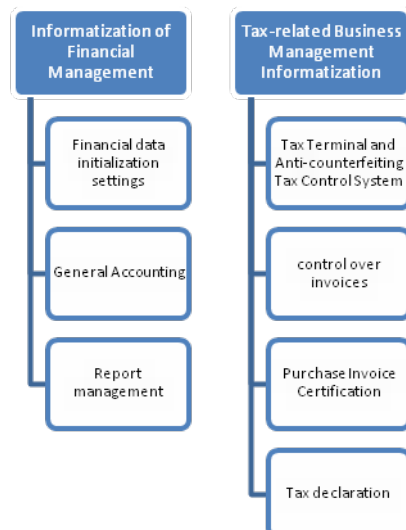 Informatization of
Financial
Management
Financial data
initialization
settings
General Accounting
Report
management
Tax-related Business
Management
Informatization
Tax Terminal and
Anti-counterfeiting
Tax Control System
control over
invoices
Purchase Invoice
Certification
Tax declaration